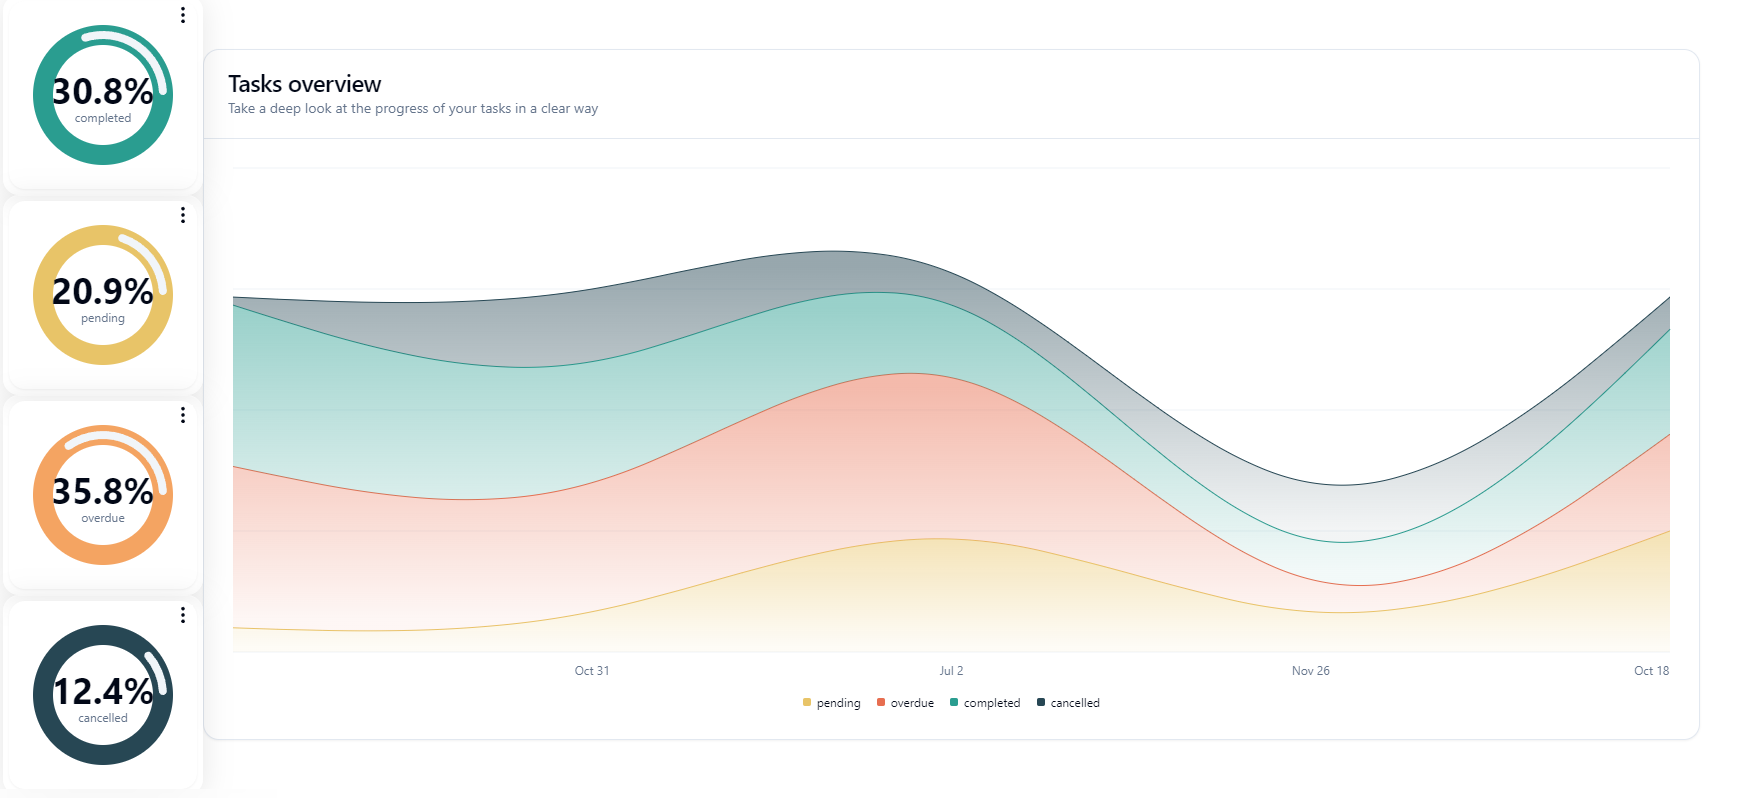 30.8%
completed
20.9%
pending
35.8%
overdue
12.4%
cancelled
Tasks overview
Take a deep look at the progress of your tasks in a clear way
Oct 31 Jul 2 Nov 26 Oct 18
pending overdue completed cancelled